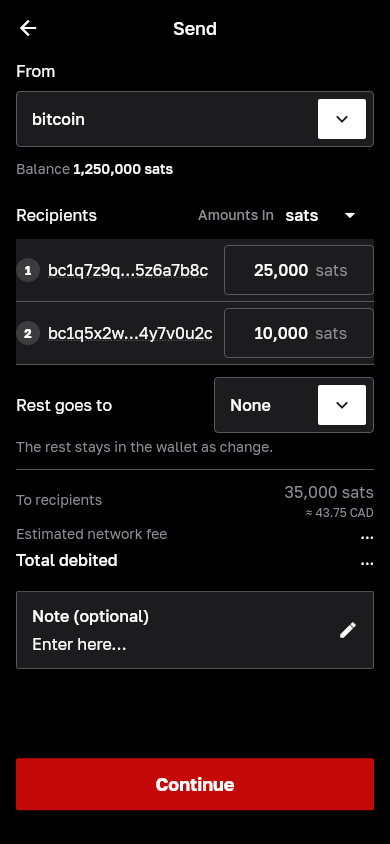 Send
From
bitcoin
Balance 1,250,000 sats
Recipients Amounts in sats
1 bc1q7z9q...5z6a7b8c 25,000 sats
2 bc1q5x2w...4y7v0u2c 10,000 sats
Rest goes to None
The rest stays in the wallet as change.
To recipients 35,000 sats
≈ 43.75 CAD
Estimated network fee ...
Total debited ...
Note (optional)
Enter here...
Continue